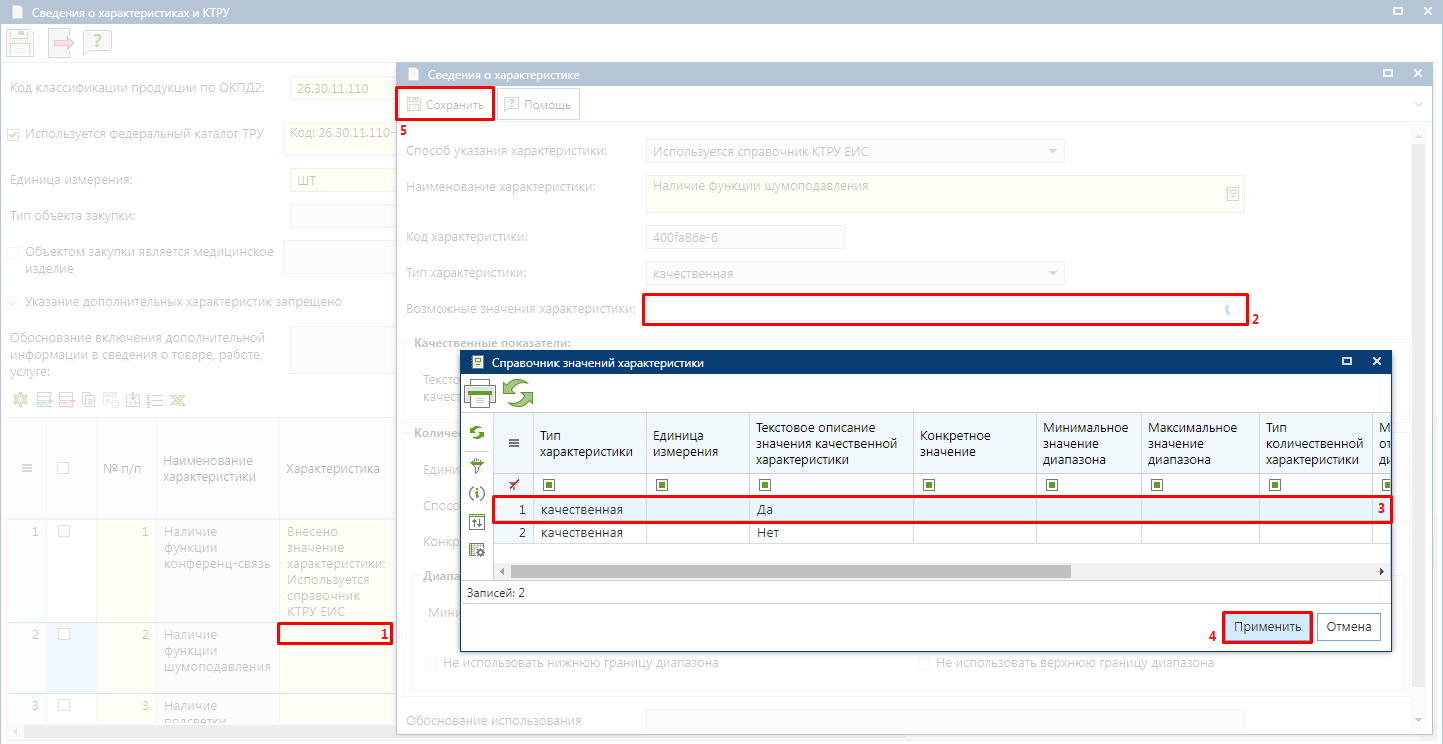 Сведения о характеристиках и КТРУ
Код классификации продукции по ОКПД2:
26.30.11.110
Используется федеральный каталог ТРУ
Код: 26.30.11.110-
Единица измерения:
ШТ
Тип объекта закупки:
Объектом закупки является медицинское
изделие
Указание дополнительных характеристик запрещено
Обоснование включения дополнительной
информации в сведения о товаре, работе,
услуге:
№ п/п
Наименование
характеристики
Характеристика
1
1
Наличие
функции
конференц-связь
Внесено
значение
характеристики:
Используется
справочник
КТРУ ЕИС
2
2
Наличие
функции
шумоподавления
1
3
3
Наличие
подсветки
Сведения о характеристике
Сохранить
Помощь
5
Способ указания характеристики:
Используется справочник КТРУ ЕИС
Наименование характеристики:
Наличие функции шумоподавления
Код характеристики:
400fa86e-6
Тип характеристики:
качественная
Возможные значения характеристики:
2
Качественные показатели:
Тексто
качест
Количе
Едини
Спосо
Конкр
Диапа
Мини
Не использовать нижнюю границу диапазона
Не использовать верхнюю границу диапазона
Обоснование использования
Справочник значений характеристики
Тип
характеристики
Единица
измерения
Текстовое описание
значения качественной
характеристики
Конкретное
значение
Минимальное
значение
диапазона
Максимальное
значение
диапазона
Тип
количественной
характеристики
М
от
ди
1
качественная
Да
3
2
качественная
Нет
Записей: 2
4
Применить
Отмена